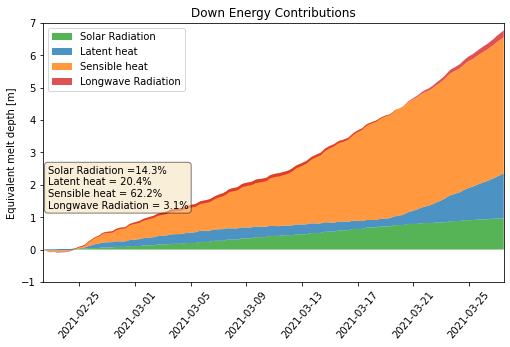 Down Energy Contributions
Solar Radiation
Latent heat
Sensible heat
Longwave Radiation
Solar Radiation =14.3%
Latent heat = 20.4%
Sensible heat = 62.2%
Longwave Radiation = 3.1%
Equivalent melt depth [m]
7
6
5
4
3
2
1
0
−1
2021-02-25
2021-03-01
2021-03-05
2021-03-09
2021-03-13
2021-03-17
2021-03-21
2021-03-25